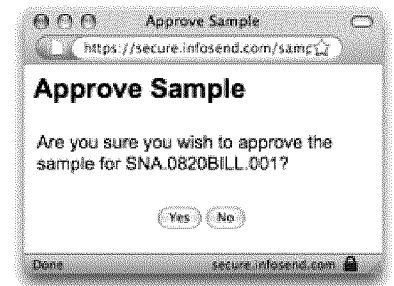 Approve Sample
https://secure.infosend.com/samp
Approve Sample
Are you sure you wish to approve the
sample for SNA.0820BILL.001?
Yes No
Done secure.infosend.com